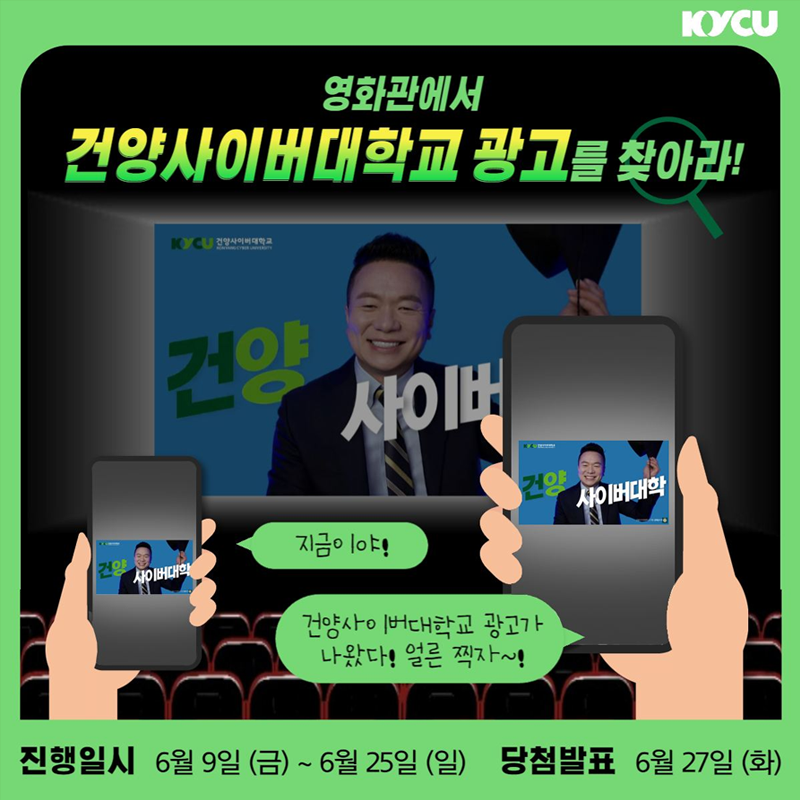 KYCU
영화관에서
건양사이버대학교 광고를 찾아라!
KYCU 건양사이버대학교
건양
사이버
건양
사이버대학
건양
사이버대학
지금이야!
건양사이버대학교 광고가
나왔다! 얼른 찍자~!
진행일시 6월 9일 (금) ~ 6월 25일 (일) 당첨발표 6월 27일 (화)